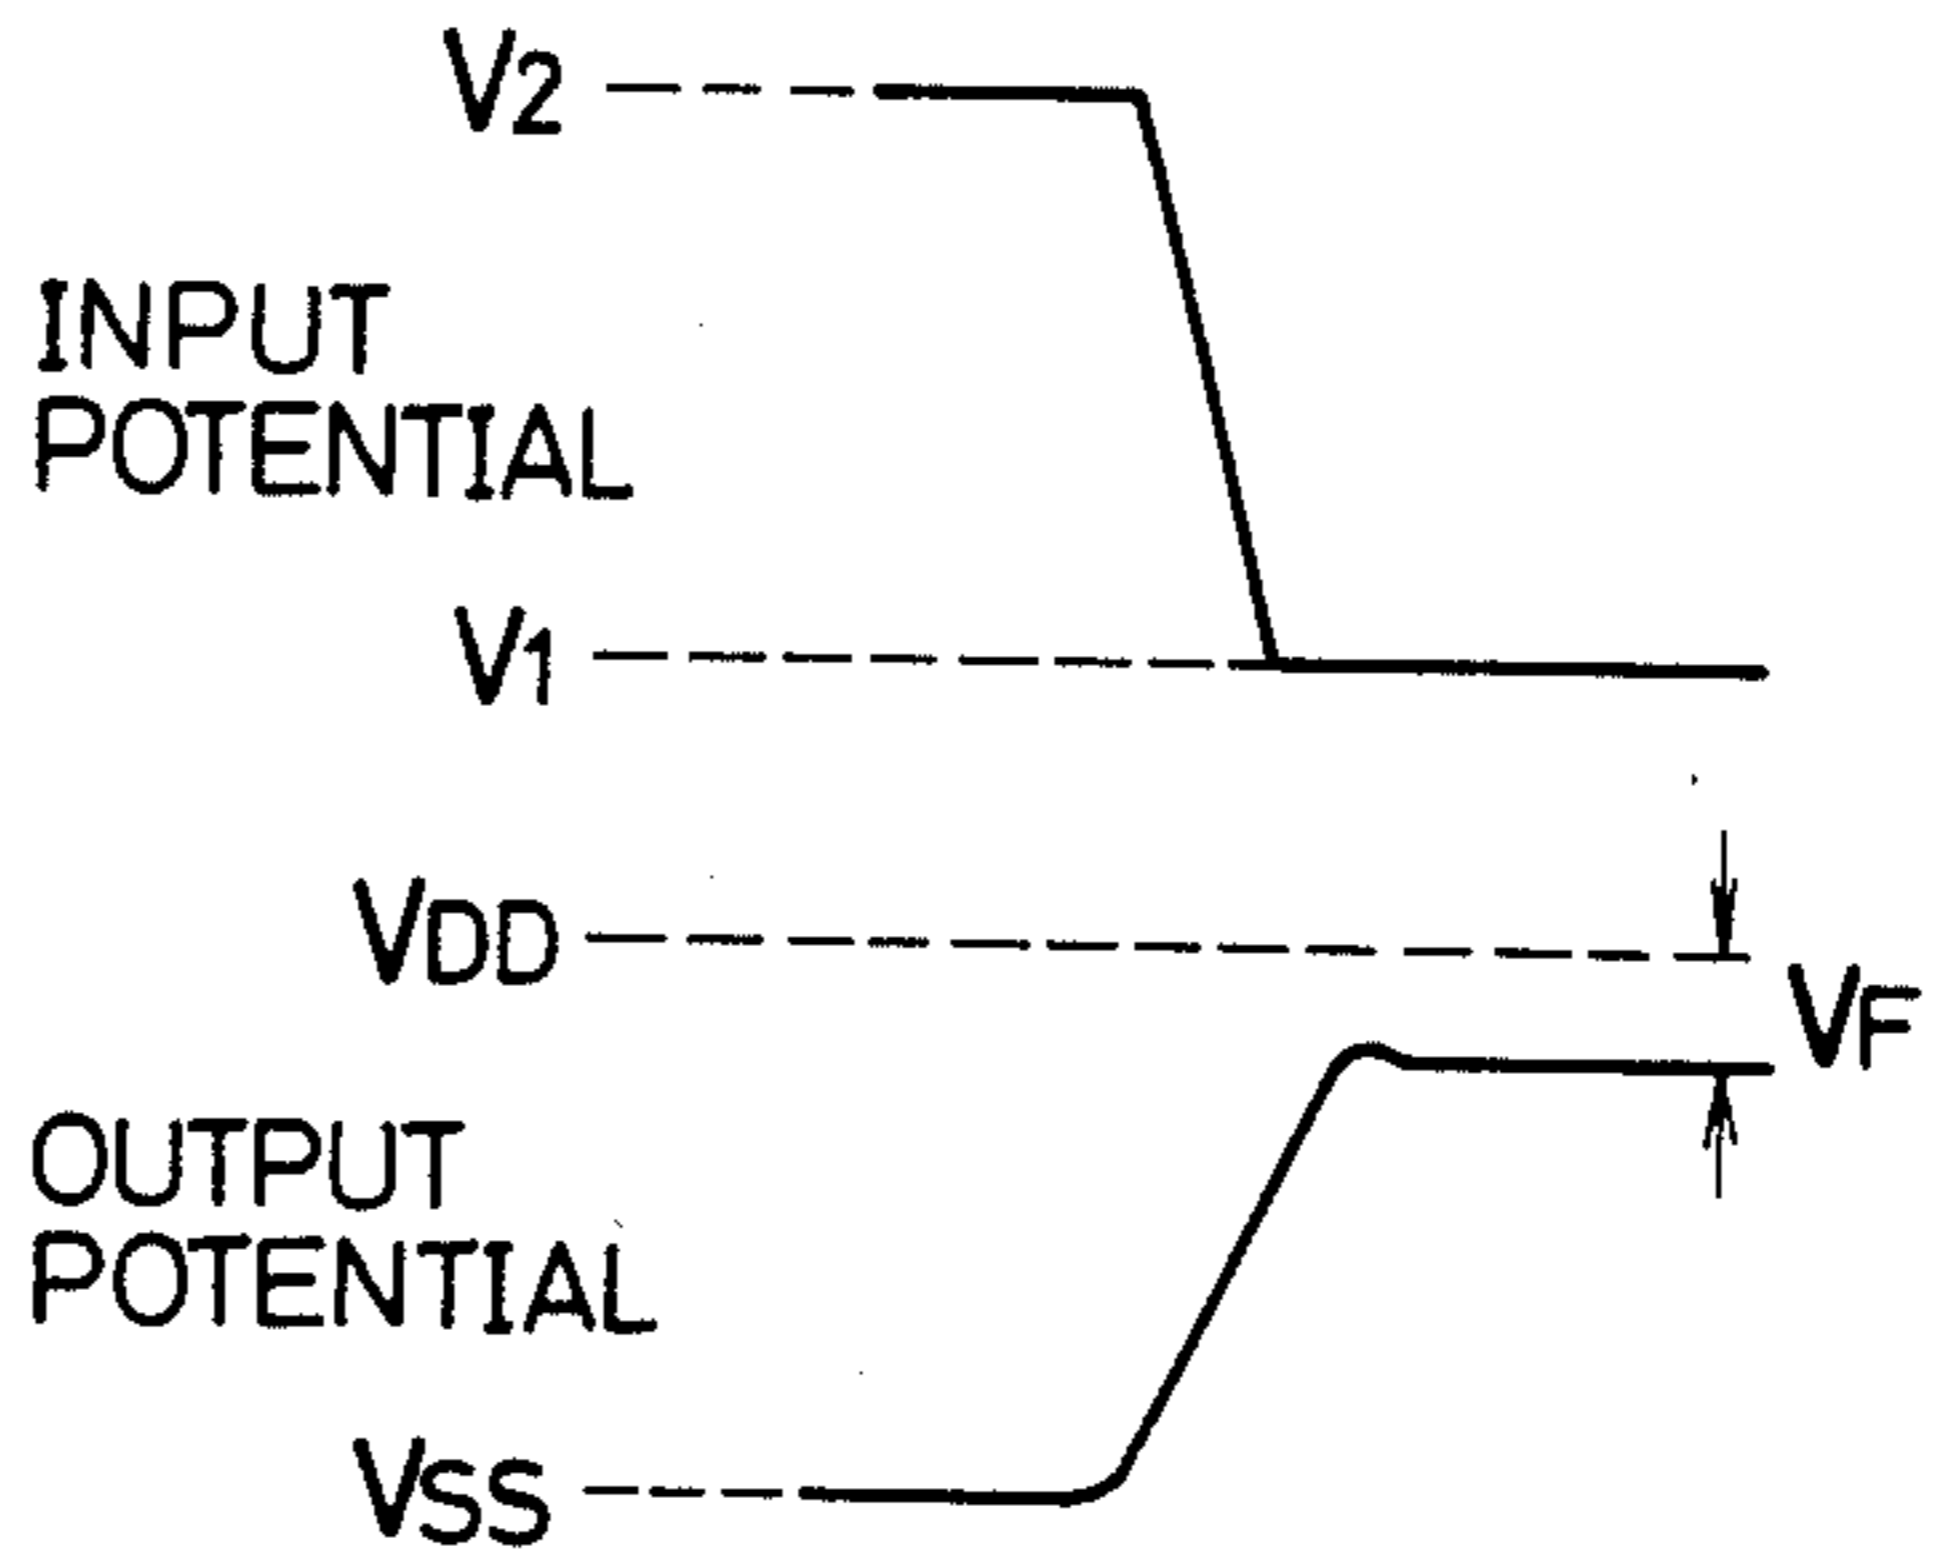 V2
INPUT
POTENTIAL
V1
VDD
VF
OUTPUT
POTENTIAL
VSS